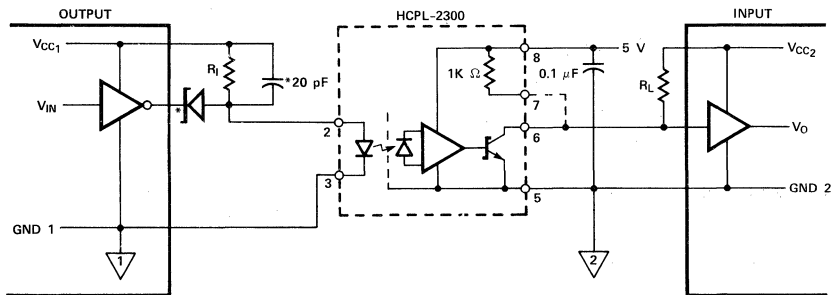 OUTPUT
HCPL-2300
INPUT
VCC1
RI
*20 pF
VIN
*
2
3
GND 1
1
1K Ω
8
7
6
5
5 V
0.1 μF
2
RL
VCC2
VO
GND 2